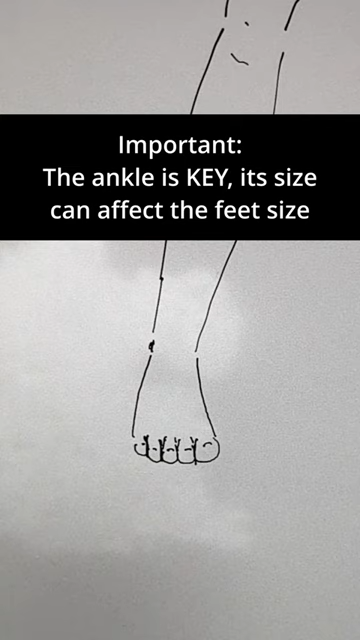 Important:
The ankle is KEY, its size
can affect the feet size